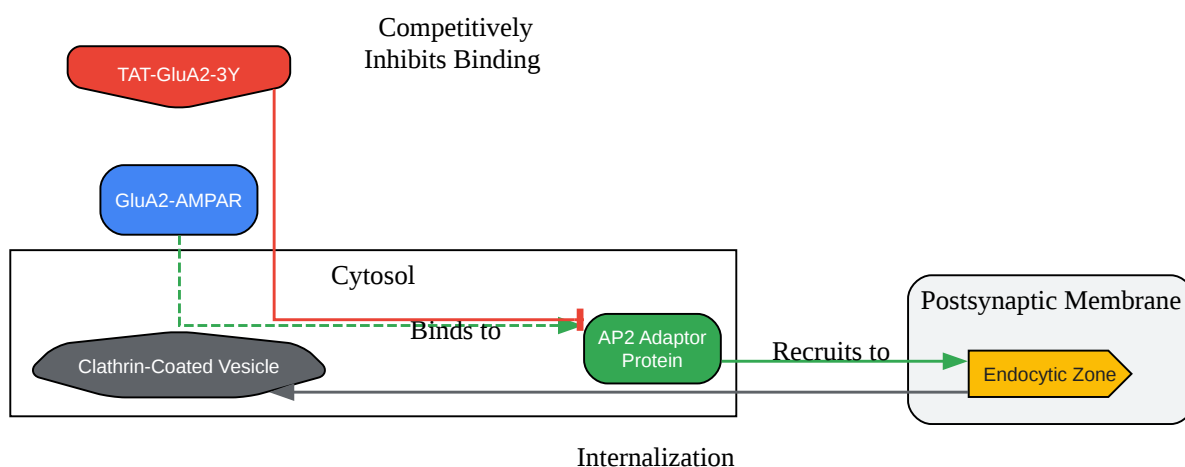 Competitively
Inhibits Binding
TAT-GluA2-3Y
GluA2-AMPAR
Cytosol
Postsynaptic Membrane
Binds to
AP2 Adaptor
Protein
Recruits to
Clathrin-Coated Vesicle
Endocytic Zone
Internalization